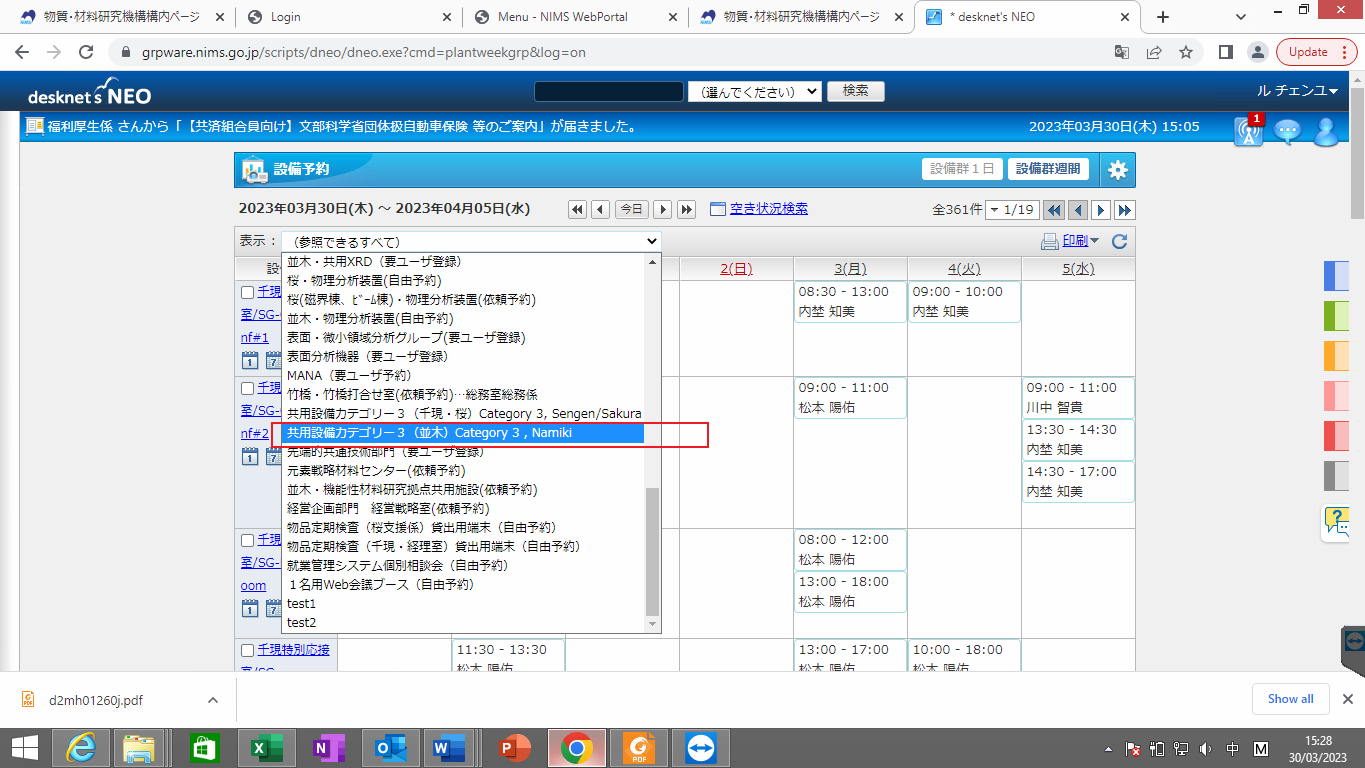 物質・材料研究機構構内ページ
Login
Menu - NIMS WebPortal
物質・材料研究機構構内ページ
* desknet's NEO
grpware.nims.go.jp/scripts/dneo/dneo.exe?cmd=plantweekgrp&log=on
Update
desknet's NEO
（選んでください）
検索
ル チェンユ
福利厚生係 さんから「【共済組合員向け】文部科学省団体扱自動車保険 等のご案内」が届きました。
2023年03月30日(木) 15:05
1
設備予約
設備群１日
設備群週間
2023年03月30日(木) ～ 2023年04月05日(水)
今日
空き状況検索
全361件
1/19
表示：
（参照できるすべて）
印刷
設
2(日)
3(月)
4(火)
5(水)
並木・共用XRD（要ユーザ登録）
桜・物理分析装置(自由予約)
桜(磁界棟、ﾋﾞｰﾑ棟)・物理分析装置(依頼予約)
並木・物理分析装置(自由予約)
表面・微小領域分析グループ(要ユーザ登録)
表面分析機器（要ユーザ登録）
MANA（要ユーザ予約）
竹橋・竹橋打合せ室(依頼予約)…総務室総務係
共用設備カテゴリー３（千現・桜）Category 3, Sengen/Sakura
共用設備カテゴリー３（並木）Category 3 , Namiki
先端的共通技術部門（要ユーザ登録）
元素戦略材料センター(依頼予約)
並木・機能性材料研究拠点共用施設(依頼予約)
経営企画部門　経営戦略室(依頼予約)
物品定期検査（桜支援係）貸出用端末（自由予約）
物品定期検査（千現・経理室）貸出用端末（自由予約）
就業管理システム個別相談会（自由予約）
１名用Web会議ブース（自由予約）
test1
test2
千現
室/SG-
nf#1
1
7
08:30 - 13:00
内埜 知美
09:00 - 10:00
内埜 知美
千現
室/SG-
nf#2
1
7
09:00 - 11:00
松本 陽佑
09:00 - 11:00
川中 智貴
13:30 - 14:30
内埜 知美
14:30 - 17:00
内埜 知美
千現
室/SG-
oom
1
7
08:00 - 12:00
松本 陽佑
13:00 - 18:00
松本 陽佑
千現特別応接
室/SG-
11:30 - 13:30
松本 陽佑
13:00 - 17:00
松本 陽佑
10:00 - 18:00
松本 陽佑
d2mh01260j.pdf
Show all
中
M
15:28
30/03/2023